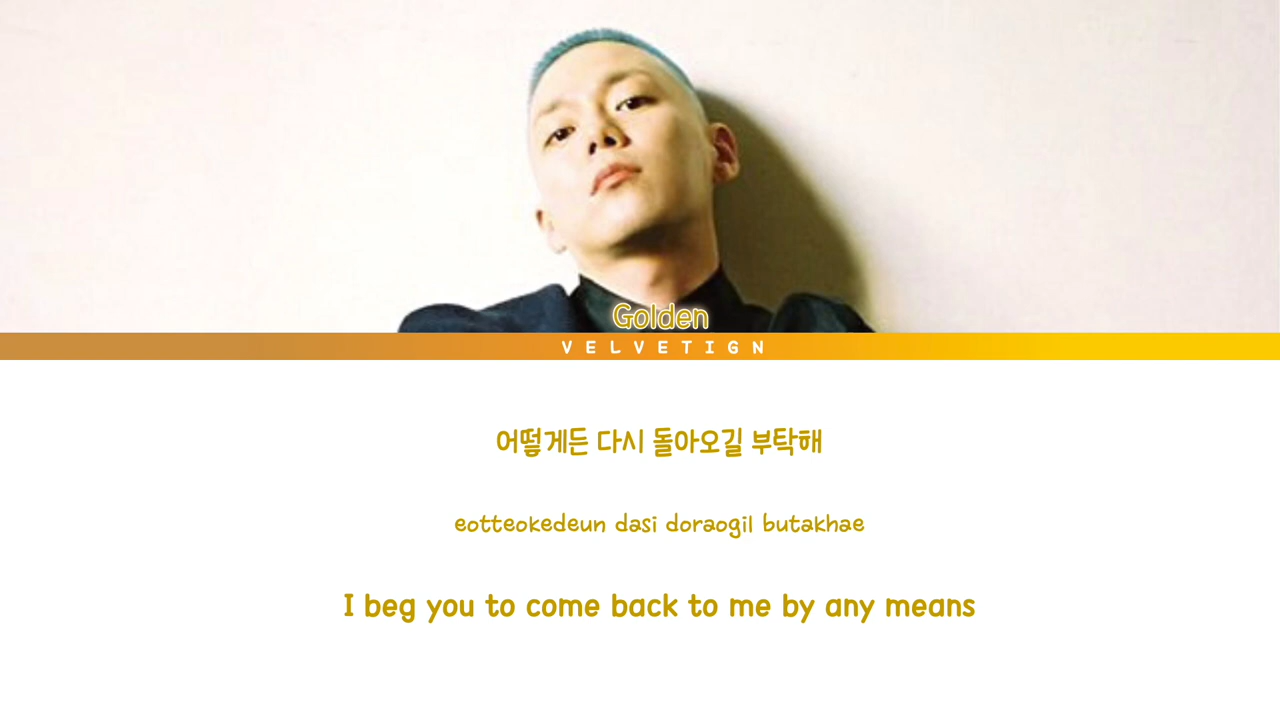 Golden
VELVETIGN
어떻게든 다시 돌아오길 부탁해
eotteokedeun dasi doraogil butakhae
I beg you to come back to me by any means